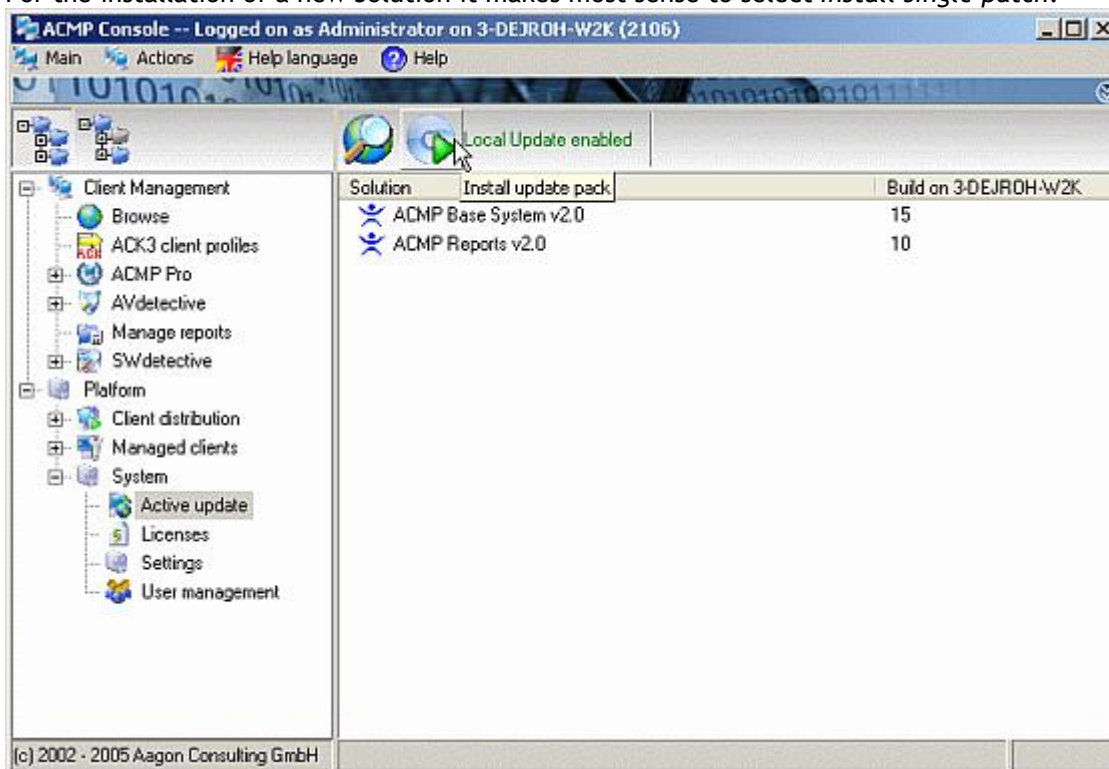 For the installation of a new solution it makes most sense to select install single patch.
ACMP Console -- Logged on as Administrator on 3-DEJROH-W2K (2106)
Main Actions Help language Help
Local Update enabled
Install update pack
Solution Build on 3-DEJROH-W2K
ACMP Base System v2.0 15
ACMP Reports v2.0 10
Client Management
Browse
ACK3 client profiles
ACMP Pro
AVdetective
Manage reports
SWdetective
Platform
Client distribution
Managed clients
System
Active update
Licenses
Settings
User management
(c) 2002 - 2005 Aagon Consulting GmbH